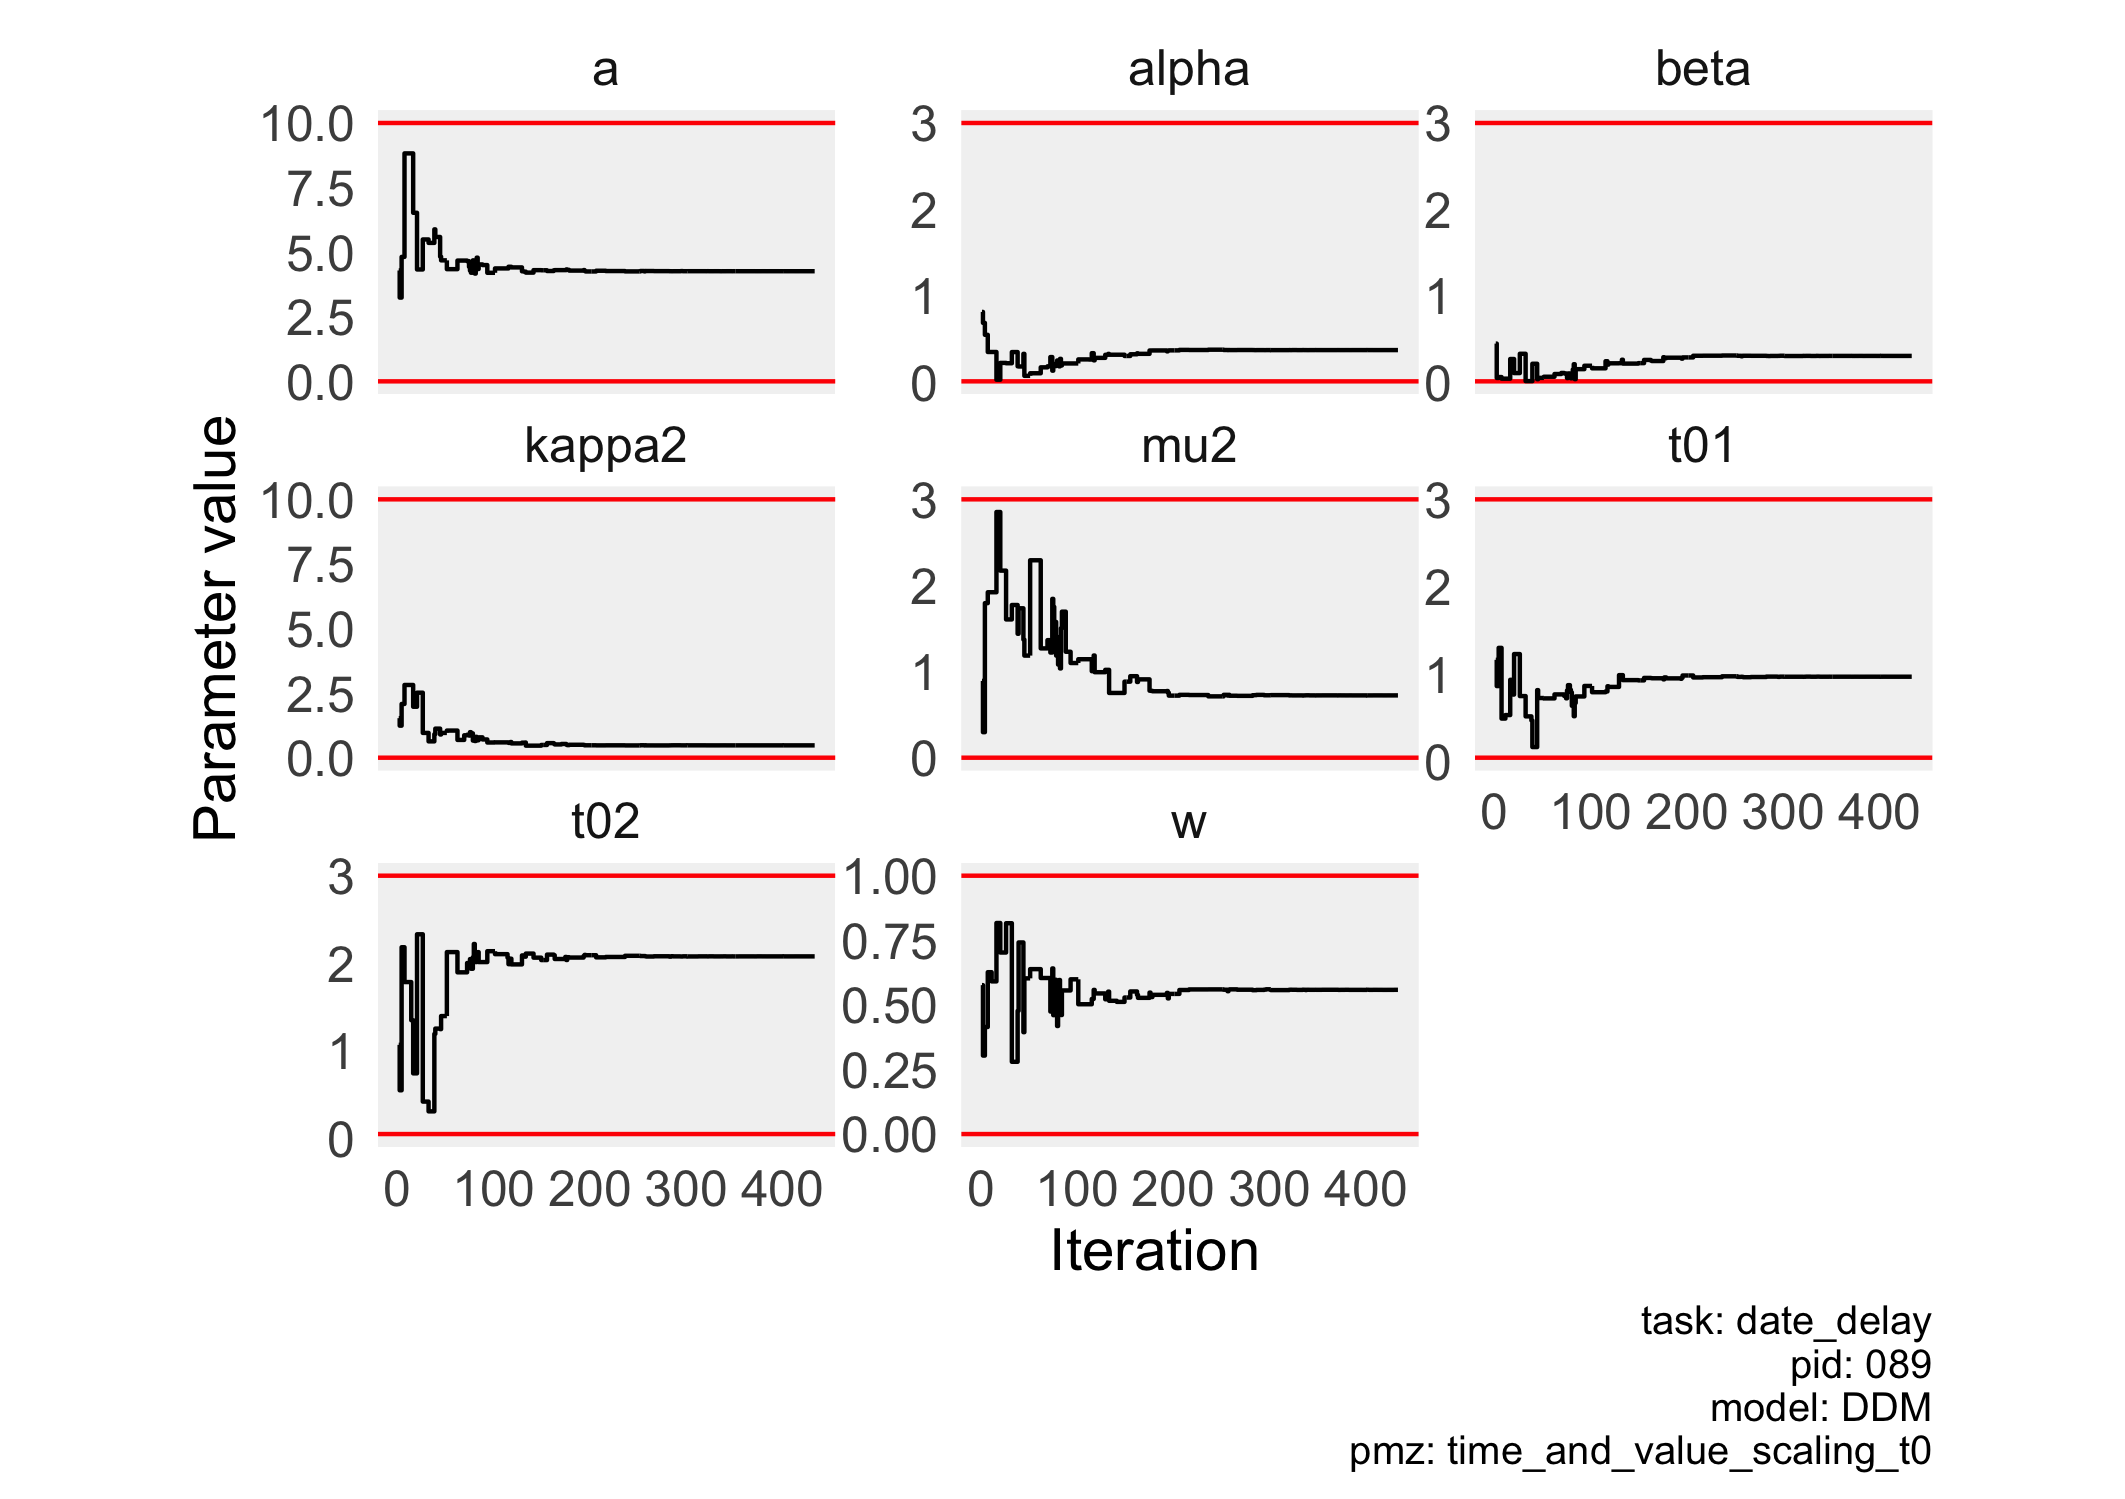 a
alpha
beta
10.0
7.5
5.0
2.5
0.0
3
2
1
0
3
2
1
0
kappa2
mu2
t01
10.0
7.5
5.0
2.5
0.0
3
2
1
0
3
2
1
0
0 100 200 300 400
t02
w
3
2
1
0
1.00
0.75
0.50
0.25
0.00
0 100 200 300 400
0 100 200 300 400
Parameter value
Iteration
task: date_delay
pid: 089
model: DDM
pmz: time_and_value_scaling_t0